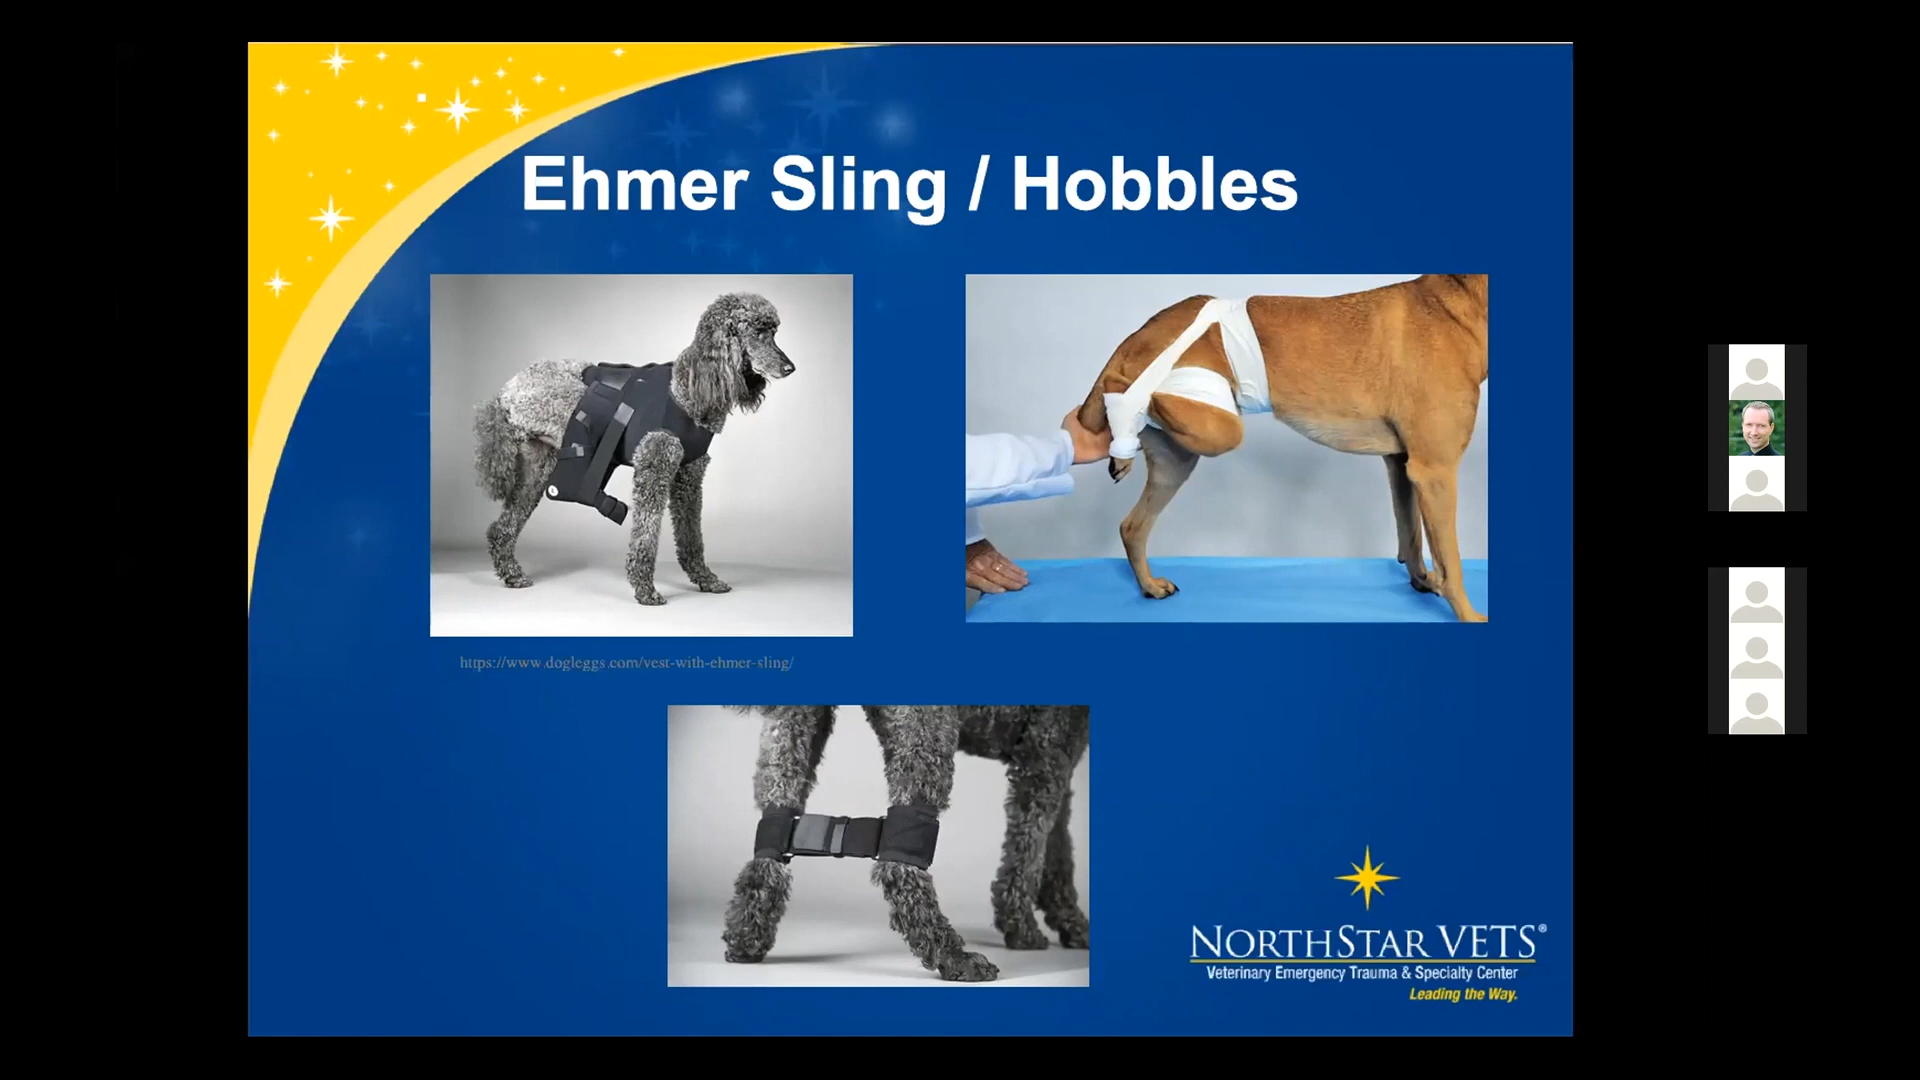 Ehmer Sling / Hobbles
https://www.dogleggs.com/vest-with-ehmer-sling/
NORTHSTAR VETS®
Veterinary Emergency Trauma & Specialty Center
Leading the Way.